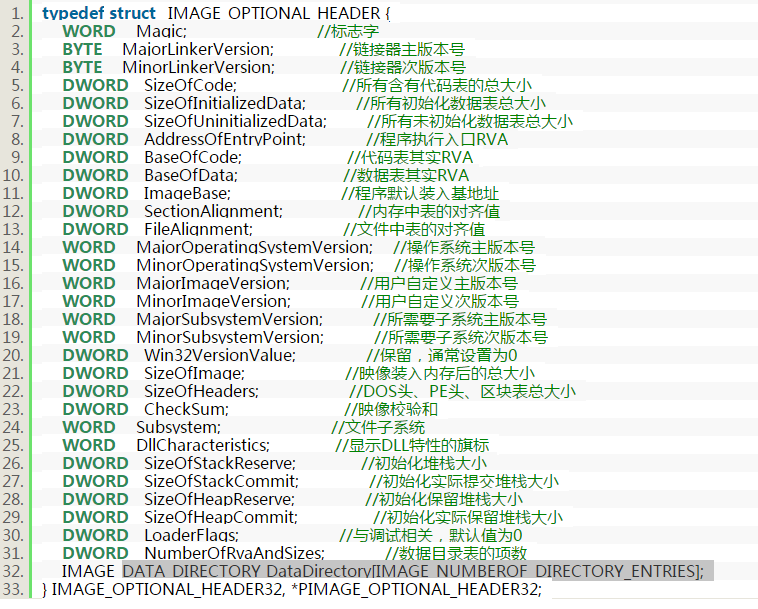 1. typedef struct IMAGE OPTIONAL HEADER {
2. WORD Magic; //标志字
3. BYTE MajorLinkerVersion; //链接器主版本号
4. BYTE MinorLinkerVersion; //链接器次版本号
5. DWORD SizeOfCode; //所有含有代码表的总大小
6. DWORD SizeOfInitializedData; //所有初始化数据表总大小
7. DWORD SizeOfUninitializedData; //所有未初始化数据表总大小
8. DWORD AddressOfEntryPoint; //程序执行入口RVA
9. DWORD BaseOfCode; //代码表其实RVA
10. DWORD BaseOfData; //数据表其实RVA
11. DWORD ImageBase; //程序默认装入基地址
12. DWORD SectionAlignment; //内存中表的对齐值
13. DWORD FileAlignment; //文件中表的对齐值
14. WORD MajorOperatingSystemVersion; //操作系统主版本号
15. WORD MinorOperatingSystemVersion; //操作系统次版本号
16. WORD MajorImageVersion; //用户自定义主版本号
17. WORD MinorImageVersion; //用户自定义次版本号
18. WORD MajorSubsystemVersion; //所需要子系统主版本号
19. WORD MinorSubsystemVersion; //所需要子系统次版本号
20. DWORD Win32VersionValue; //保留，通常设置为0
21. DWORD SizeOfImage; //映像装入内存后的总大小
22. DWORD SizeOfHeaders; //DOS头、PE头、区块表总大小
23. DWORD CheckSum; //映像校验和
24. WORD Subsystem; //文件子系统
25. WORD DllCharacteristics; //显示DLL特性的旗标
26. DWORD SizeOfStackReserve; //初始化堆栈大小
27. DWORD SizeOfStackCommit; //初始化实际提交堆栈大小
28. DWORD SizeOfHeapReserve; //初始化保留堆栈大小
29. DWORD SizeOfHeapCommit; //初始化实际保留堆栈大小
30. DWORD LoaderFlags; //与调试相关，默认值为0
31. DWORD NumberOfRvaAndSizes; //数据目录表的项数
32. IMAGE DATA DIRECTORY DataDirectory[IMAGE NUMBEROF DIRECTORY_ENTRIES];
33. } IMAGE_OPTIONAL_HEADER32, *PIMAGE_OPTIONAL_HEADER32;